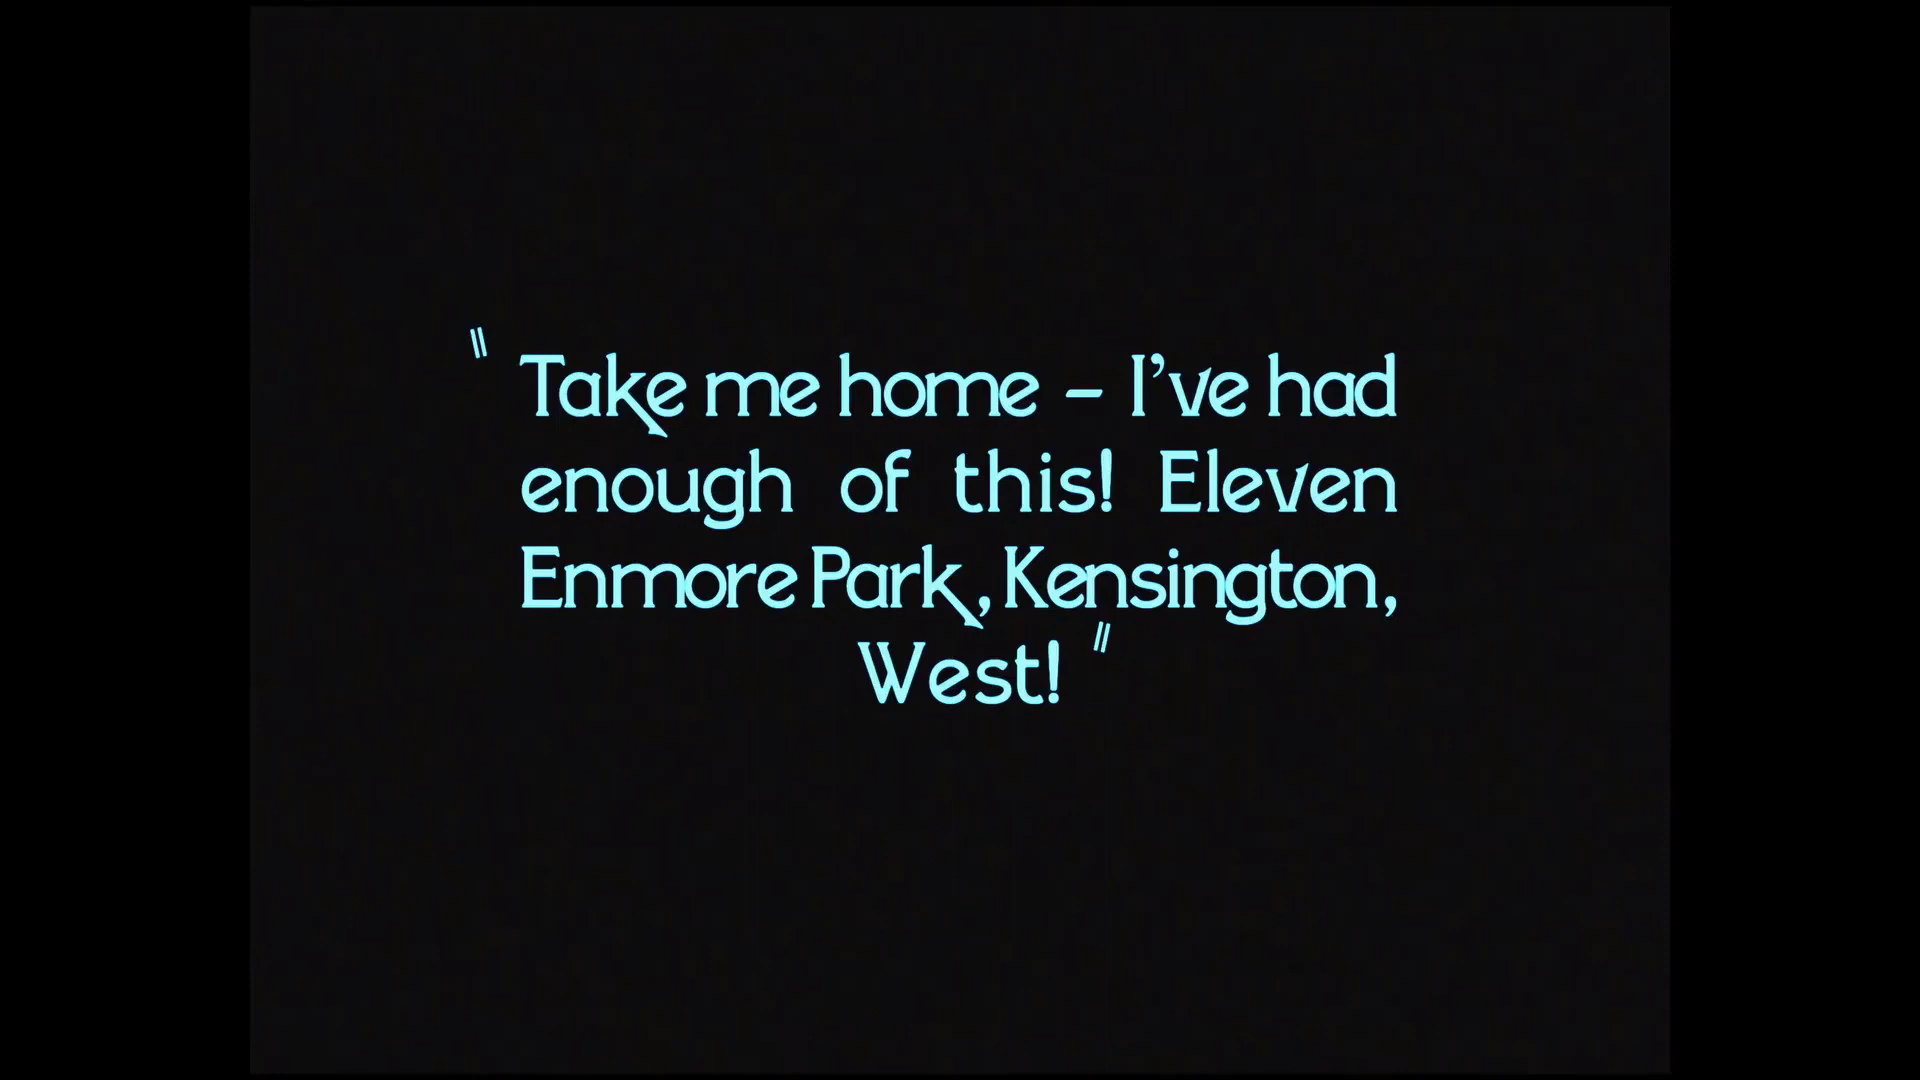 " Take me home – I've had
enough of this! Eleven
Enmore Park, Kensington,
West! "